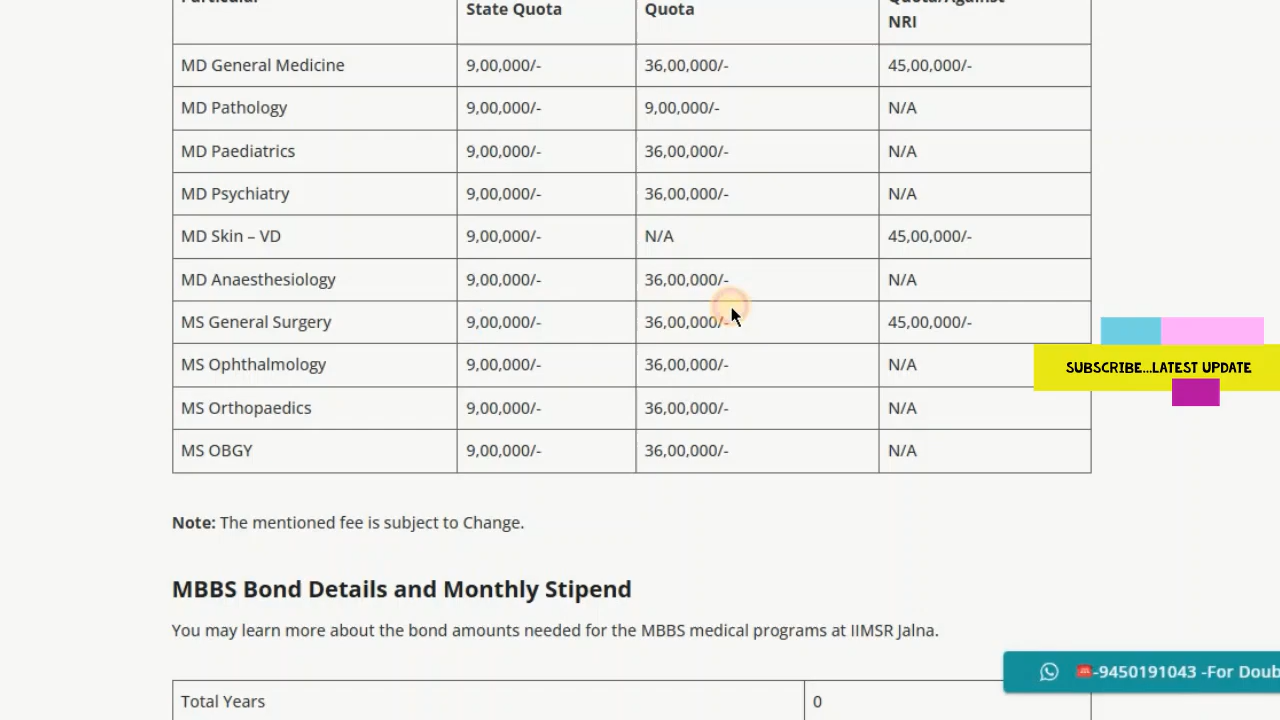 State Quota
Quota
NRI
MD General Medicine 9,00,000/- 36,00,000/- 45,00,000/-
MD Pathology 9,00,000/- 9,00,000/- N/A
MD Paediatrics 9,00,000/- 36,00,000/- N/A
MD Psychiatry 9,00,000/- 36,00,000/- N/A
MD Skin – VD 9,00,000/- N/A 45,00,000/-
MD Anaesthesiology 9,00,000/- 36,00,000/- N/A
MS General Surgery 9,00,000/- 36,00,000/- 45,00,000/-
MS Ophthalmology 9,00,000/- 36,00,000/- N/A
SUBSCRIBE...LATEST UPDATE
MS Orthopaedics 9,00,000/- 36,00,000/- N/A
MS OBGY 9,00,000/- 36,00,000/- N/A
Note: The mentioned fee is subject to Change.
MBBS Bond Details and Monthly Stipend
You may learn more about the bond amounts needed for the MBBS medical programs at IIMSR Jalna.
-9450191043 -For Doub
Total Years 0